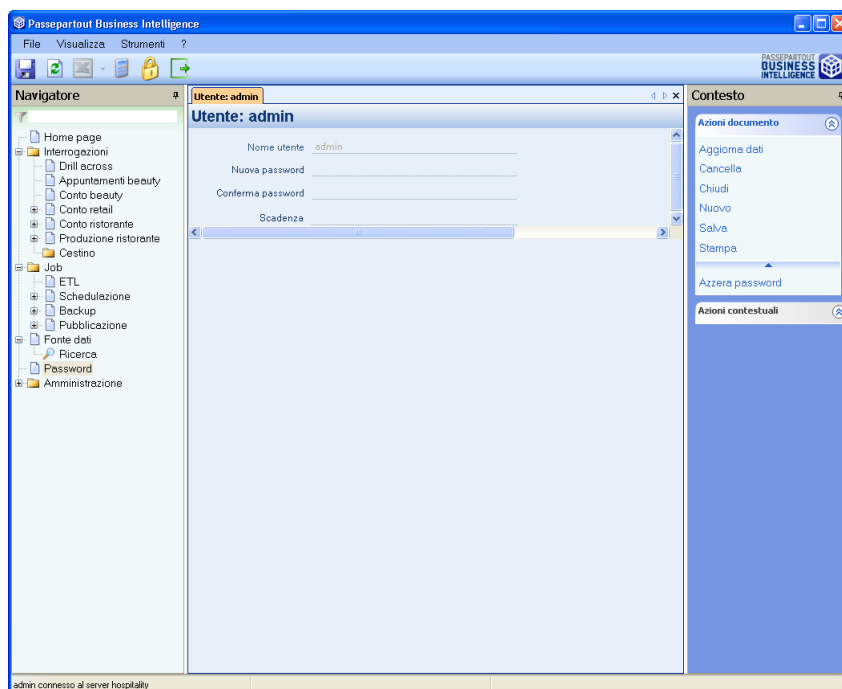 Passepartout Business Intelligence
File Visualizza Strumenti ?
PASSEPARTOUT
BUSINESS
INTELLIGENCE
Navigatore
Home page
Interrogazioni
Drill across
Appuntamenti beauty
Conto beauty
Conto retail
Conto ristorante
Produzione ristorante
Cestino
Job
ETL
Schedulazione
Backup
Pubblicazione
Fonte dati
Ricerca
Password
Amministrazione
Utente: admin
Utente: admin
Nome utente admin
Nuova password
Conferma password
Scadenza
Contesto
Azioni documento
Aggiorna dati
Cancella
Chiudi
Nuovo
Salva
Stampa
Azzera password
Azioni contestuali
admin connesso al server hospitality